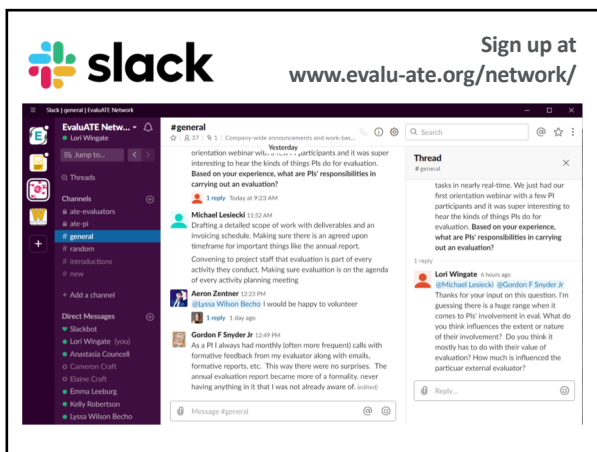 slack
Sign up at
www.evalu-ate.org/network/
Slack | general | EvaluATE Network
EvaluATE Netw...
Lori Wingate
Jump to...
Threads
Channels
ate-evaluators
ate-pi
# general
# random
# introductions
# new
+ Add a channel
Direct Messages
Slackbot
Lori Wingate (you)
Anastasia Councell
Cameron Craft
Elaine Craft
Emma Leeburg
Kelly Robertson
Lyssa Wilson Becho
#general
37 | 1 | Company-wide announcements and work-bas...
Yesterday
orientation webinar with a few PI participants and it was super
interesting to hear the kinds of things PIs do for evaluation.
Based on your experience, what are PIs' responsibilities in
carrying out an evaluation?
1 reply Today at 9:23 AM
Michael Lesiecki 11:52 AM
Drafting a detailed scope of work with deliverables and an
invoicing schedule. Making sure there is an agreed upon
timeframe for important things like the annual report.
Convening to project staff that evaluation is part of every
activity they conduct. Making sure evaluation is on the agenda
of every activity planning meeting
Aeron Zentner 12:23 PM
@Lyssa Wilson Becho I would be happy to volunteer
1 reply 1 day ago
Gordon F Snyder Jr 12:49 PM
As a PI I always had monthly (often more frequent) calls with
formative feedback from my evaluator along with emails,
formative reports, etc. This way there were no surprises. The
annual evaluation report became more of a formality, never
having anything in it that I was not already aware of. (edited)
Message #general
Search
Thread
# general
tasks in nearly real-time. We just had our
first orientation webinar with a few PI
participants and it was super interesting to
hear the kinds of things PIs do for
evaluation. Based on your experience,
what are PIs' responsibilities in carrying
out an evaluation?
1 reply
Lori Wingate 6 hours ago
@Michael Lesiecki @Gordon F Snyder Jr
Thanks for your input on this question. I'm
guessing there is a huge range when it
comes to PIs' involvement in eval. What do
you think influences the extent or nature
of their involvement? Do you think it
mostly has to do with their value of
evaluation? How much is influenced the
particuar external evaluator?
Reply...